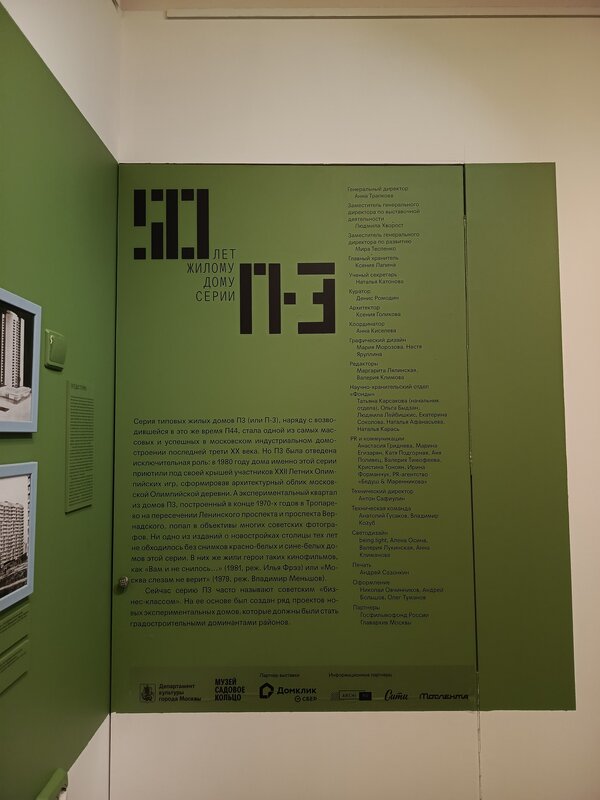 50
ЛЕТ
ЖИЛОМУ
ДОМУ
СЕРИИ
П-3
Серия типовых жилых домов П3 (или П-3), наряду с возво-
дившейся в это же время П44, стала одной из самых мас-
совых и успешных в московском индустриальном домо-
строении последней трети XX века. Но П3 была отведена
исключительная роль: в 1980 году дома именно этой серии
приютили под своей крышей участников XXII Летних Олим-
пийских игр, сформировав архитектурный облик москов-
ской Олимпийской деревни. А экспериментальный квартал
из домов П3, построенный в конце 1970-х годов в Тропаре-
во на пересечении Ленинского проспекта и проспекта Вер-
надского, попал в объективы многих советских фотогра-
фов. Ни одно из изданий о новостройках столицы тех лет
не обходилось без снимков красно-белых и сине-белых до-
мов этой серии. В них же жили герои таких кинофильмов,
как «Вам и не снилось...» (1981, реж. Илья Фрэз) или «Мо-
сква слезам не верит» (1979, реж. Владимир Меньшов).
Сейчас серию П3 часто называют советским «биз-
нес-классом». На ее основе был создан ряд проектов но-
вых экспериментальных домов, которые должны были стать
градостроительными доминантами районов.
Генеральный директор
Анна Трапкова
Заместитель генерального
директора по выставочной
деятельности
Людмила Хворост
Заместитель генерального
директора по развитию
Мира Тесленко
Главный хранитель
Ксения Лапина
Ученый секретарь
Наталья Катонова
Куратор
Денис Ромодин
Архитектор
Ксения Голикова
Координатор
Анна Киселева
Графический дизайн
Мария Морозова, Настя
Яруллина
Редакторы
Маргарита Лялинская,
Валерия Климова
Научно-хранительский отдел
«Фонды»
Татьяна Карсакова (начальник
отдела), Ольга Быдзан,
Людмила Лейбишкис, Екатерина
Соколова, Наталья Афанасьева,
Наталья Карась
PR и коммуникации
Анастасия Гриднева, Марина
Егизарян, Катя Подгорная, Аня
Поливец, Валерия Тимофеева,
Кристина Токоян, Ирина
Форманчук, PR-агентство
«Бедуш & Маренникова»
Технический директор
Антон Сафиулин
Техническая команда
Анатолий Гусаков, Владимир
Козуб
Светодизайн
being.light, Алена Осина,
Валерия Лукинская, Анна
Климанова
Печать
Андрей Сазонкин
Оформление
Николай Овчинников, Андрей
Большов, Олег Туманов
Партнеры
Госфильмофонд России
Главархив Москвы
Департамент
культуры
города Москвы
МУЗЕЙ
САДОВОЕ
КОЛЬЦО
Партнер выставки
Домклик
СБЕР
Информационные партнеры
Сити
Мослента